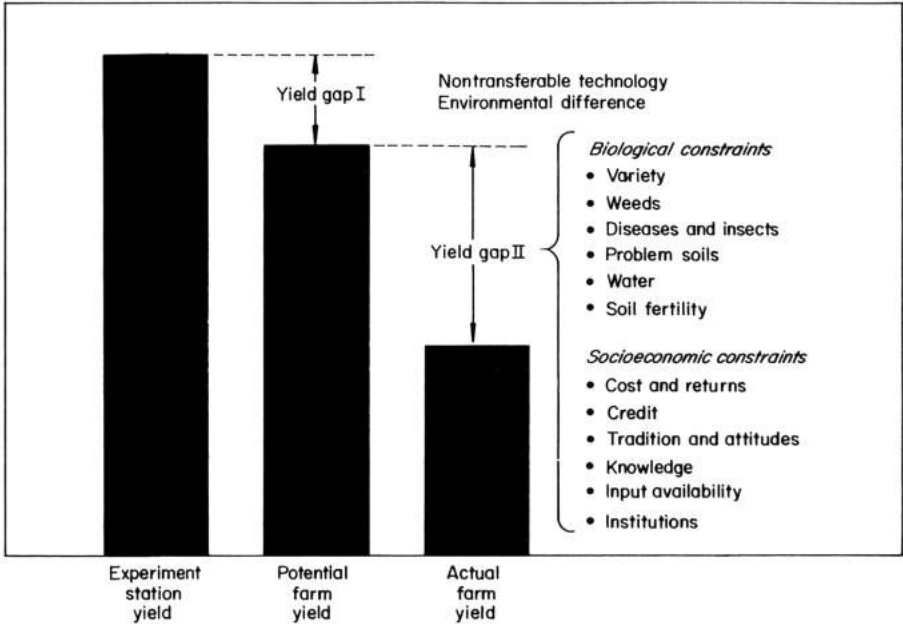 Yield gap I
Nontransferable technology
Environmental difference
Yield gap II
Biological constraints
• Variety
• Weeds
• Diseases and insects
• Problem soils
• Water
• Soil fertility
Socioeconomic constraints
• Cost and returns
• Credit
• Tradition and attitudes
• Knowledge
• Input availability
• Institutions
Experiment
station
yield
Potential
farm
yield
Actual
farm
yield